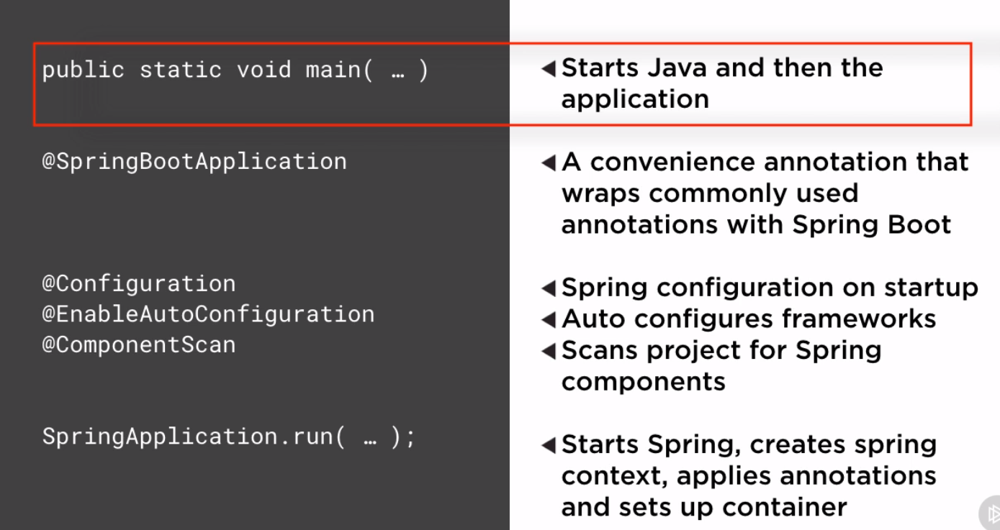 public static void main( … )
◀Starts Java and then the
application
@SpringBootApplication
◀A convenience annotation that
wraps commonly used
annotations with Spring Boot
@Configuration
@EnableAutoConfiguration
@ComponentScan
◀Spring configuration on startup
◀Auto configures frameworks
◀Scans project for Spring
components
SpringApplication.run( … );
◀Starts Spring, creates spring
context, applies annotations
and sets up container